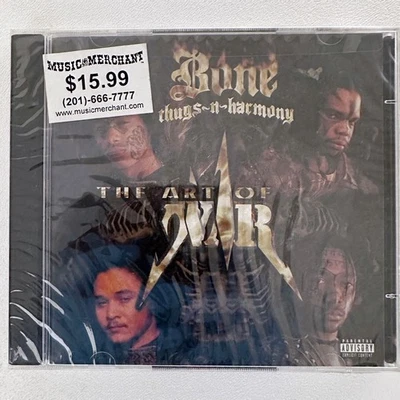 MUSIC MERCHANT
$15.99
(201)-666-7777
www.musicmerchant.com
Bone
thugs~n~harmony
THE ART OF
WAR
PARENTAL
ADVISORY
EXPLICIT CONTENT